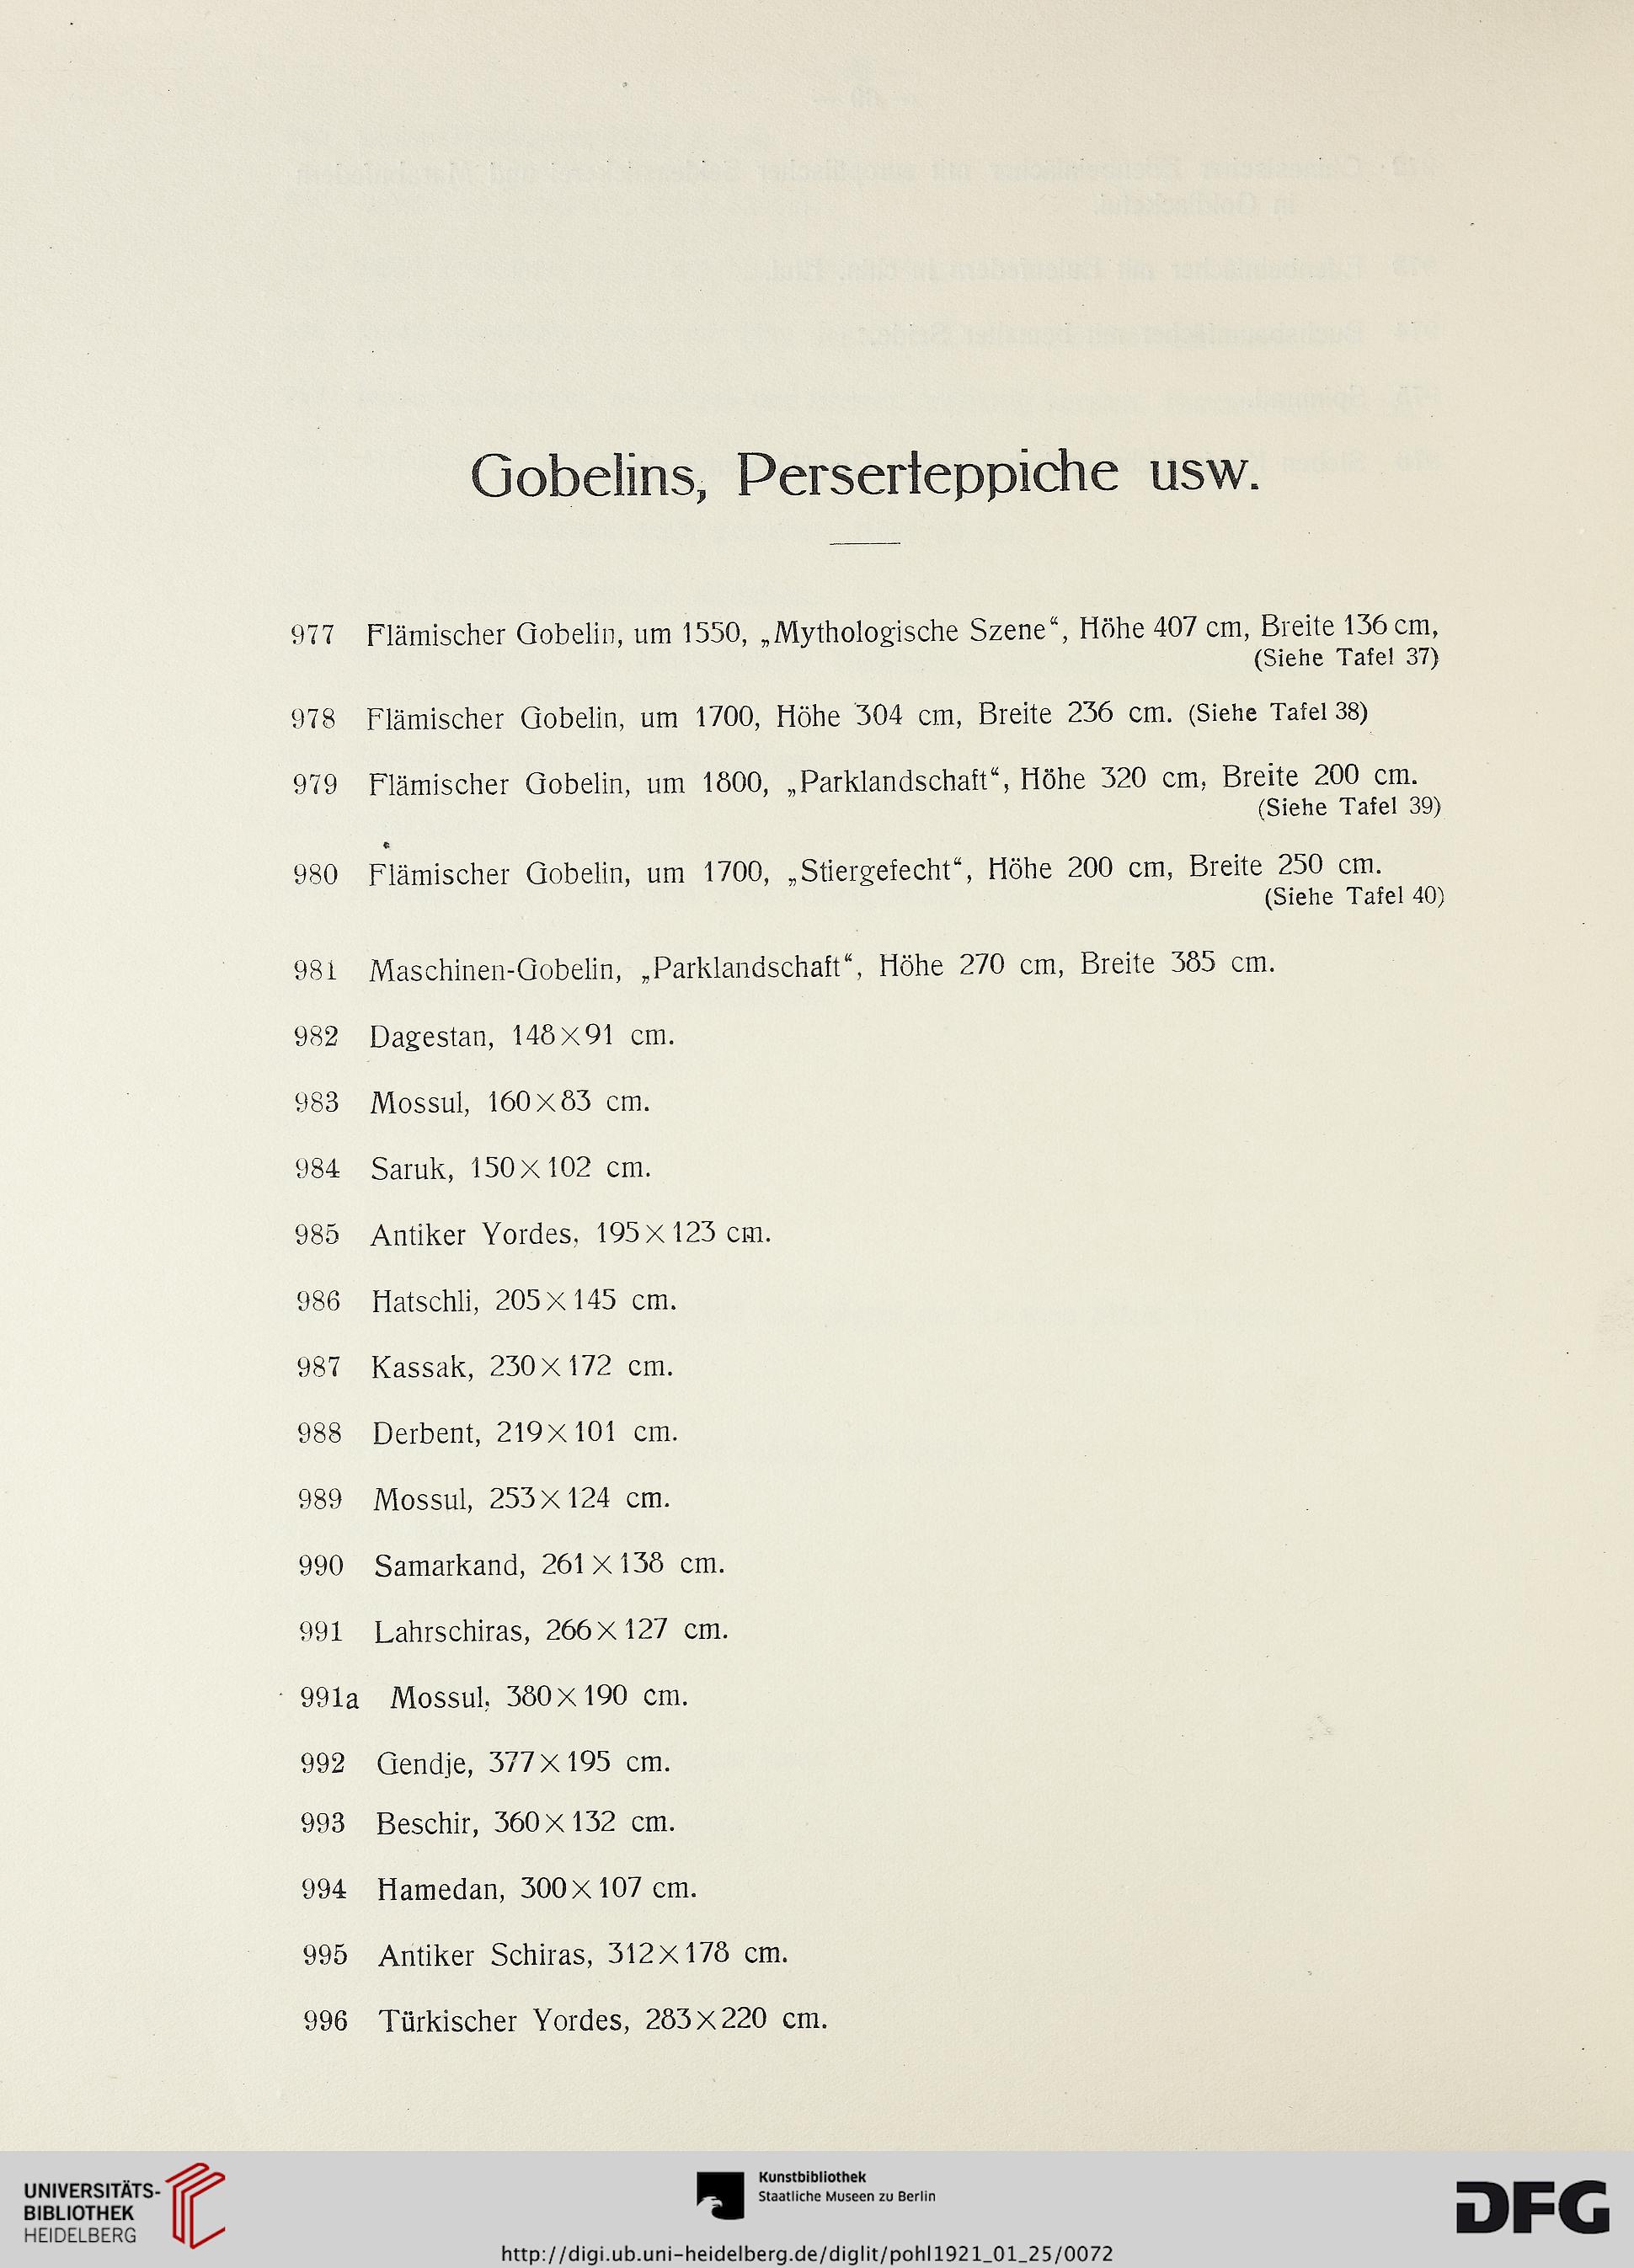 Gobelins, Perserteppiche usw.
977 Flämischer Gobelin, um 1550, „Mythologische Szene“, Höhe 407 cm, Breite 136 cm,
(Siehe Tafel 37)
978 Flämischer Gobelin, um 1700, Höhe 304 cm, Breite 236 cm. (Siehe Tafel 38)
979 Flämischer Gobelin, um 1800, „Parklandschaft“, Höhe 320 cm, Breite 200 cm.
(Siehe Tafel 39)
980 Flämischer Gobelin, um 1700, „Stiergefecht“, Höhe 200 cm, Breite 250 cm.
(Siehe Tafel 40)
981 Maschinen-Gobelin, „Parklandschaft“, Höhe 270 cm, Breite 385 cm.
982 Dagestan, 148×91 cm.
983 Mossul, 160×83 cm.
984 Saruk, 150×102 cm.
985 Antiker Yordes, 195×123 cm.
986 Hatschli, 205×145 cm.
987 Kassak, 230×172 cm.
988 Derbent, 219×101 cm.
989 Mossul, 253×124 cm.
990 Samarkand, 261×138 cm.
991 Lahrschiras, 266×127 cm.
991a Mossul, 380×190 cm.
992 Gendje, 377×195 cm.
993 Beschir, 360×132 cm.
994 Hamedan, 300×107 cm.
995 Antiker Schiras, 312×178 cm.
996 Türkischer Yordes, 283×220 cm.
UNIVERSITÄTS-
BIBLIOTHEK
HEIDELBERG
Kunstbibliothek
Staatliche Museen zu Berlin
DFG
http://digi.ub.uni-heidelberg.de/diglit/pohl1921_01_25/0072